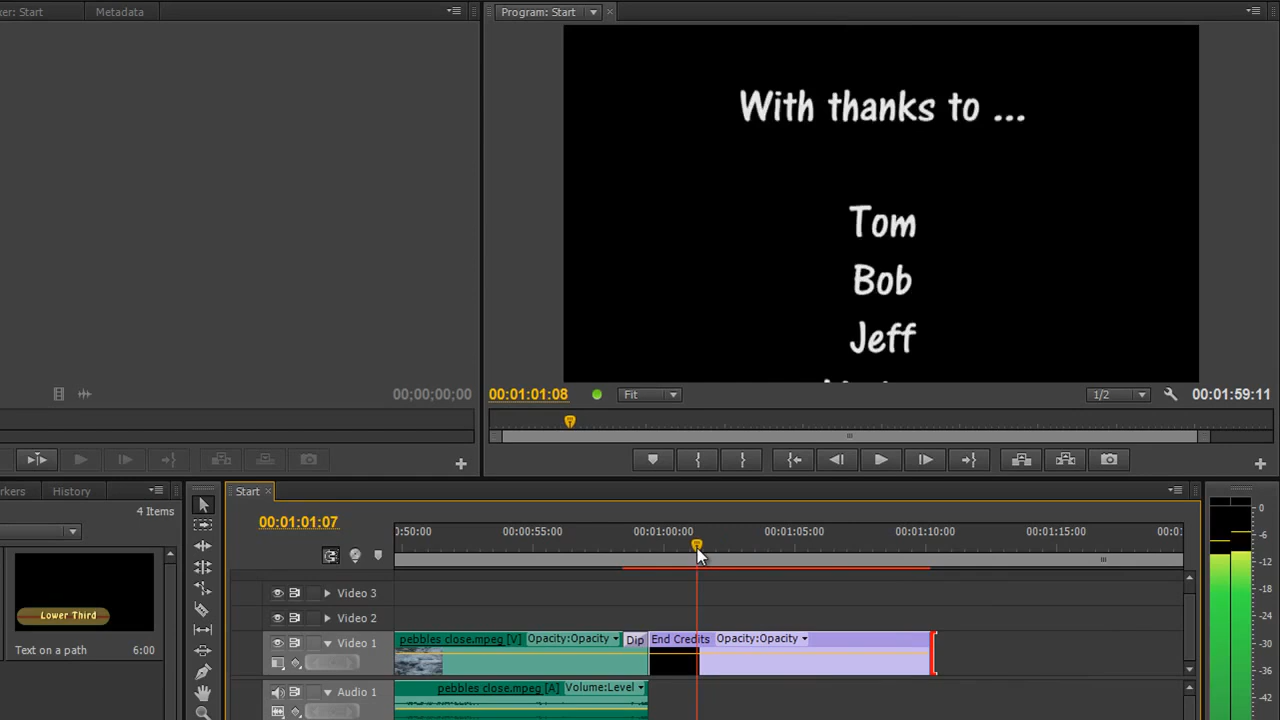 er: Start
Metadata
Program: Start
With thanks to ...
Tom
Bob
Jeff
00;00;00;00
00:01:01:08
Fit
1/2
00:01:59:11
rkers
History
4 Items
Lower Third
Text on a path
6:00
Start
00:01:01:07
:50:00
00:00:55:00
00:01:00:00
00:01:05:00
00:01:10:00
00:01:15:00
00:01
Video 3
Video 2
Video 1
pebbles close.mpeg [V]
Opacity:Opacity
Dip
End Credits
Opacity:Opacity
Audio 1
pebbles close.mpeg [A]
Volume:Level
0
-6
-12
-18
-24
-30
-36
-42